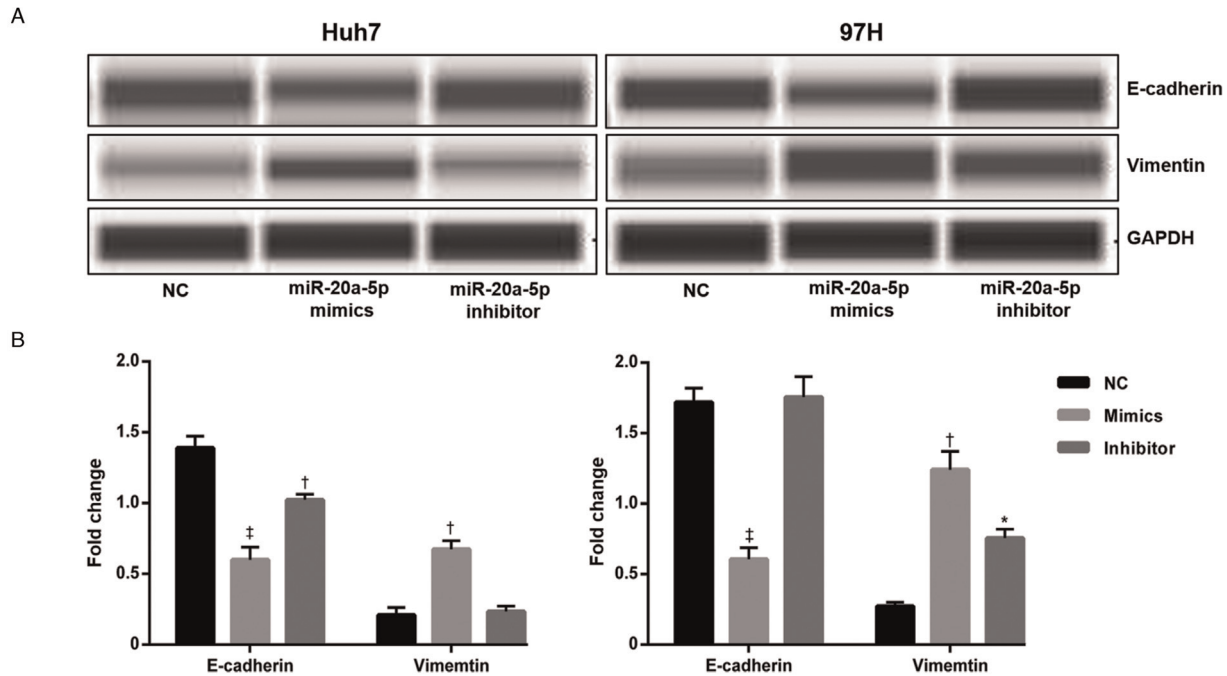 A
Huh7
97H
E-cadherin
Vimentin
GAPDH
NC
miR-20a-5p
mimics
miR-20a-5p
inhibitor
NC
miR-20a-5p
mimics
miR-20a-5p
inhibitor
B
Fold change
2.0
1.5
1.0
0.5
0
‡
†
†
E-cadherin
Vimemtin
Fold change
2.0
1.5
1.0
0.5
0
‡
†
*
E-cadherin
Vimemtin
NC
Mimics
Inhibitor